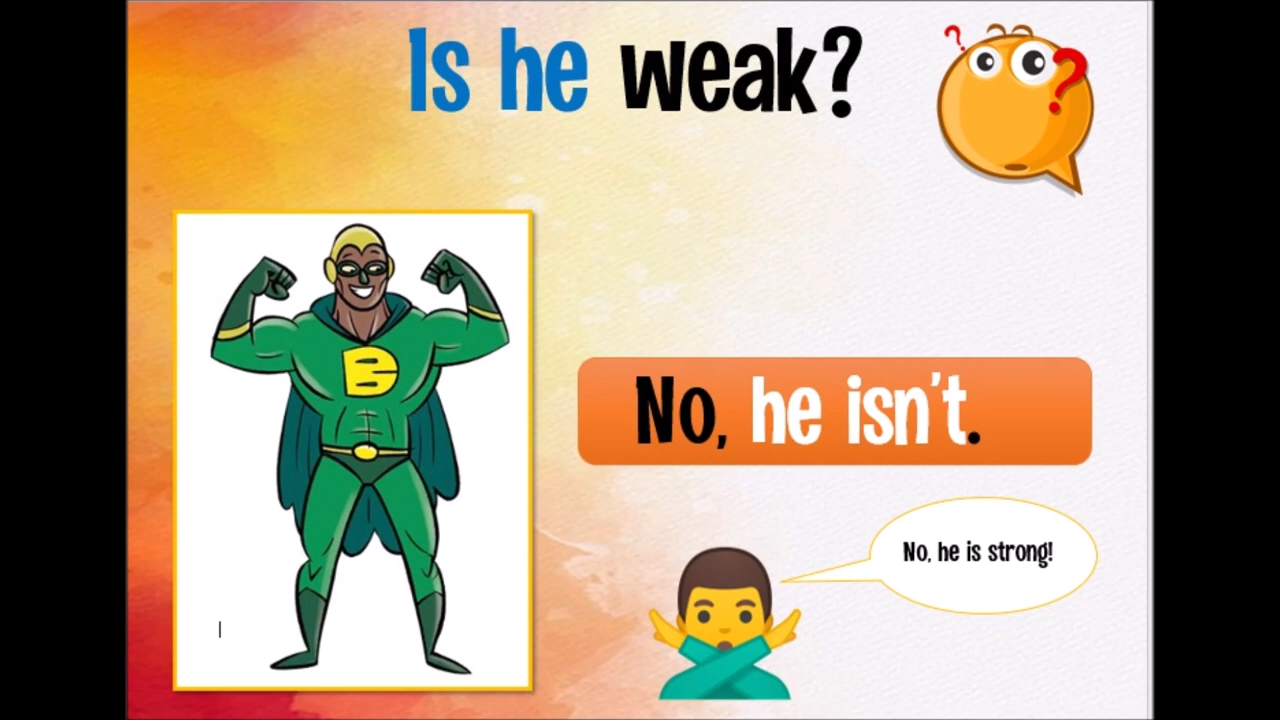 Is he weak?
?
?
B
No, he isn't.
No, he is strong!